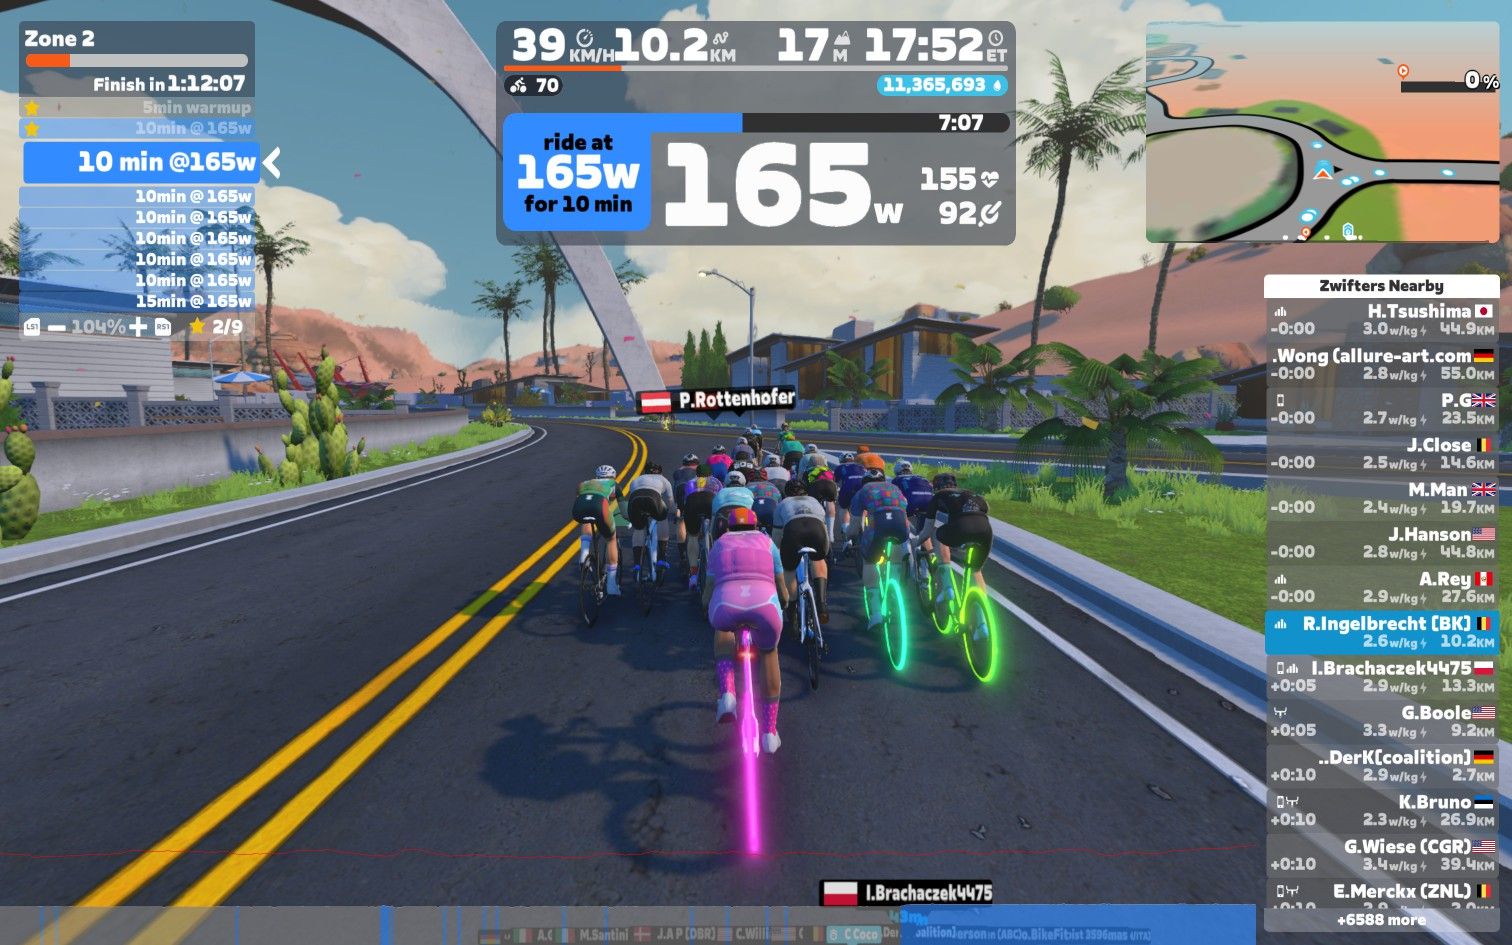 Zone 2
Finish in 1:12:07
5min warmup
10min @ 165w
10 min @165w
10min @ 165w
10min @ 165w
10min @ 165w
10min @ 165w
10min @ 165w
15min @ 165w
LS1 − 104% + RS1 2/9
39 KM/H 10.2 KM 17 M 17:52 ET
70 11,365,693
7:07
ride at
165w
for 10 min
165w
155
92
0%
P.Rottenhofer
Zwifters Nearby
H.Tsushima
-0:00 3.0w/kg 44.9KM
.Wong (allure-art.com
-0:00 2.8w/kg 55.0KM
P.G
-0:00 2.7w/kg 23.5KM
J.Close
-0:00 2.5w/kg 14.6KM
M.Man
-0:00 2.4w/kg 19.7KM
J.Hanson
-0:00 2.8w/kg 44.8KM
A.Rey
-0:00 2.9w/kg 27.6KM
R.Ingelbrecht (BK)
2.6w/kg 10.2KM
I.Brachaczek4475
+0:05 2.9w/kg 13.3KM
G.Boole
+0:05 3.3w/kg 9.2KM
..DerK[coalition]
+0:10 2.9w/kg 2.7KM
K.Bruno
+0:10 2.3w/kg 26.9KM
G.Wiese (CGR)
+0:10 3.4w/kg 39.4KM
E.Merckx (ZNL)
+6588 more
I.Brachaczek4475
M.Santini J.A P (DBR) C.Willi C Coco